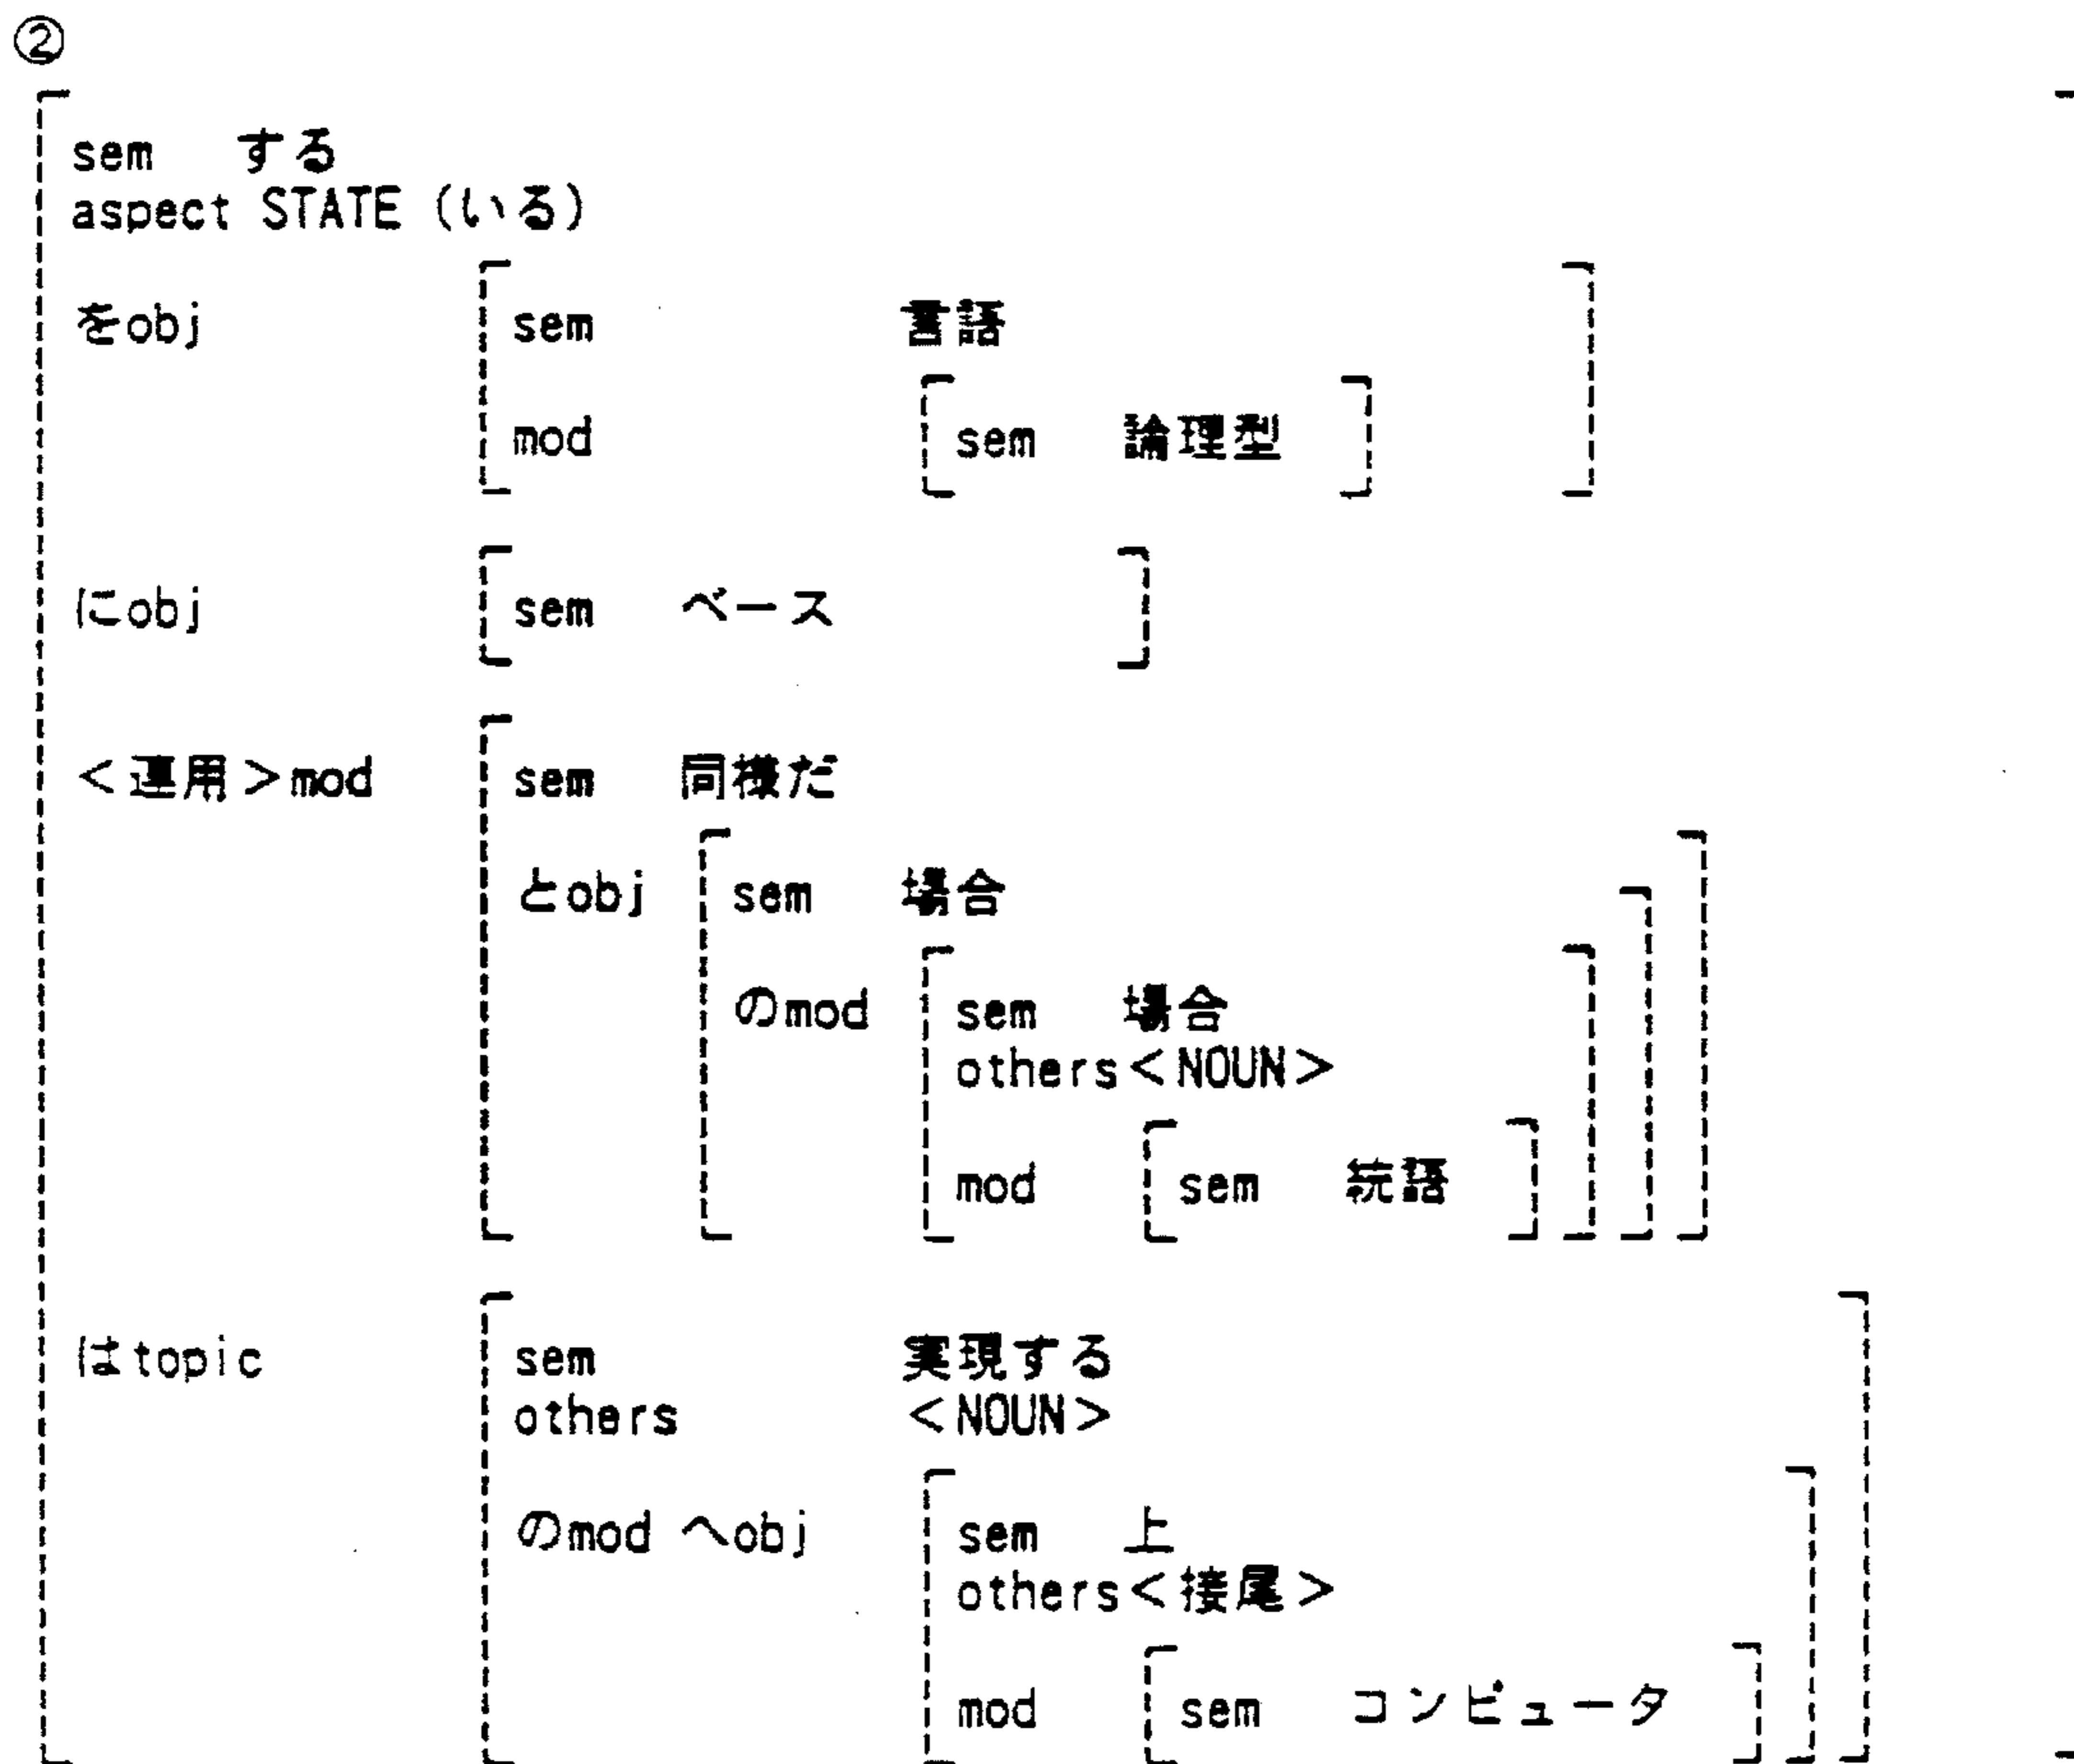 ②
sem する
aspect STATE (いる)
をobj sem 言語
mod sem 論理型
にobj sem ベース
<連用>mod sem 同様だ
とobj sem 場合
のmod sem 場合
others<NOUN>
mod sem 統語
はtopic sem 実現する
others <NOUN>
のmod へobj sem 上
others<接尾>
mod sem コンピュータ